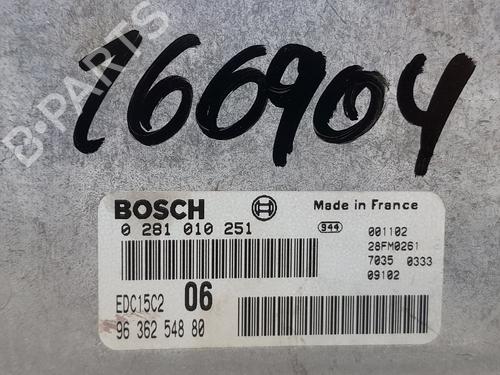 166904
B-PARTS
BOSCH
Made in France
0 281 010 251
944
001102
28FM0261
7035 0333
09102
EDC15C2 06
96 362 548 80